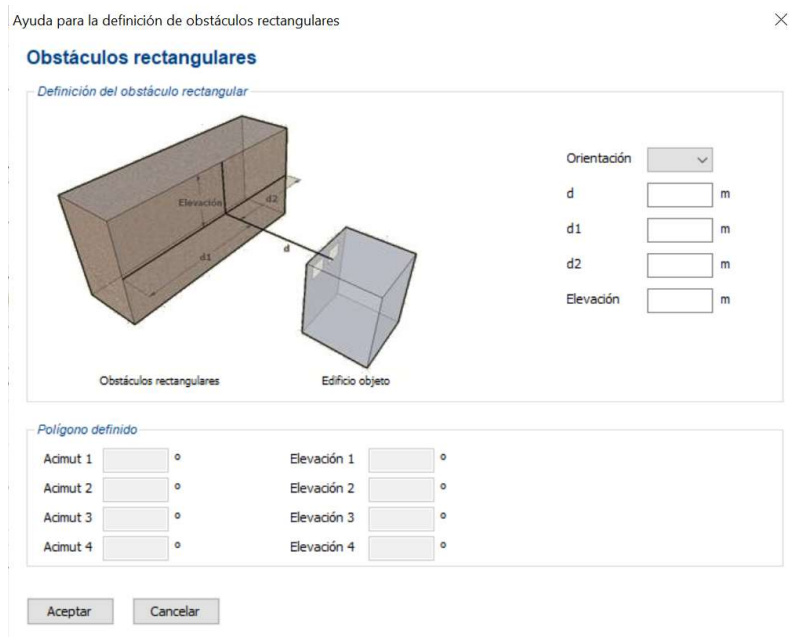 Ayuda para la definición de obstáculos rectangulares
Obstáculos rectangulares
Definición del obstáculo rectangular
Elevación
d2
d1
d
Obstáculos rectangulares
Edificio objeto
Orientación
d m
d1 m
d2 m
Elevación m
Polígono definido
Acimut 1 º Elevación 1 º
Acimut 2 º Elevación 2 º
Acimut 3 º Elevación 3 º
Acimut 4 º Elevación 4 º
Aceptar Cancelar